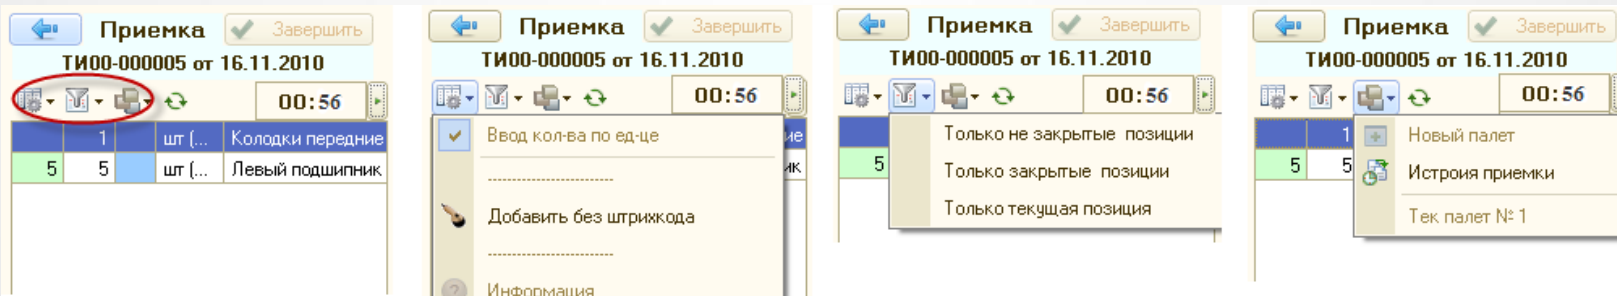 Приемка Завершить
ТИ00-000005 от 16.11.2010
00:56
1 шт (... Колодки передние
5 5 шт (... Левый подшипник
Приемка Завершить
ТИ00-000005 от 16.11.2010
00:56
Ввод кол-ва по ед-це
ие
------------------------
ик
Добавить без штрихкода
------------------------
Информация
Приемка Завершить
ТИ00-000005 от 16.11.2010
00:56
Только не закрытые позиции
5
Только закрытые позиции
Только текущая позиция
Приемка Завершить
ТИ00-000005 от 16.11.2010
00:56
1 Новый палет
5 5 Истроия приемки
Тек палет № 1